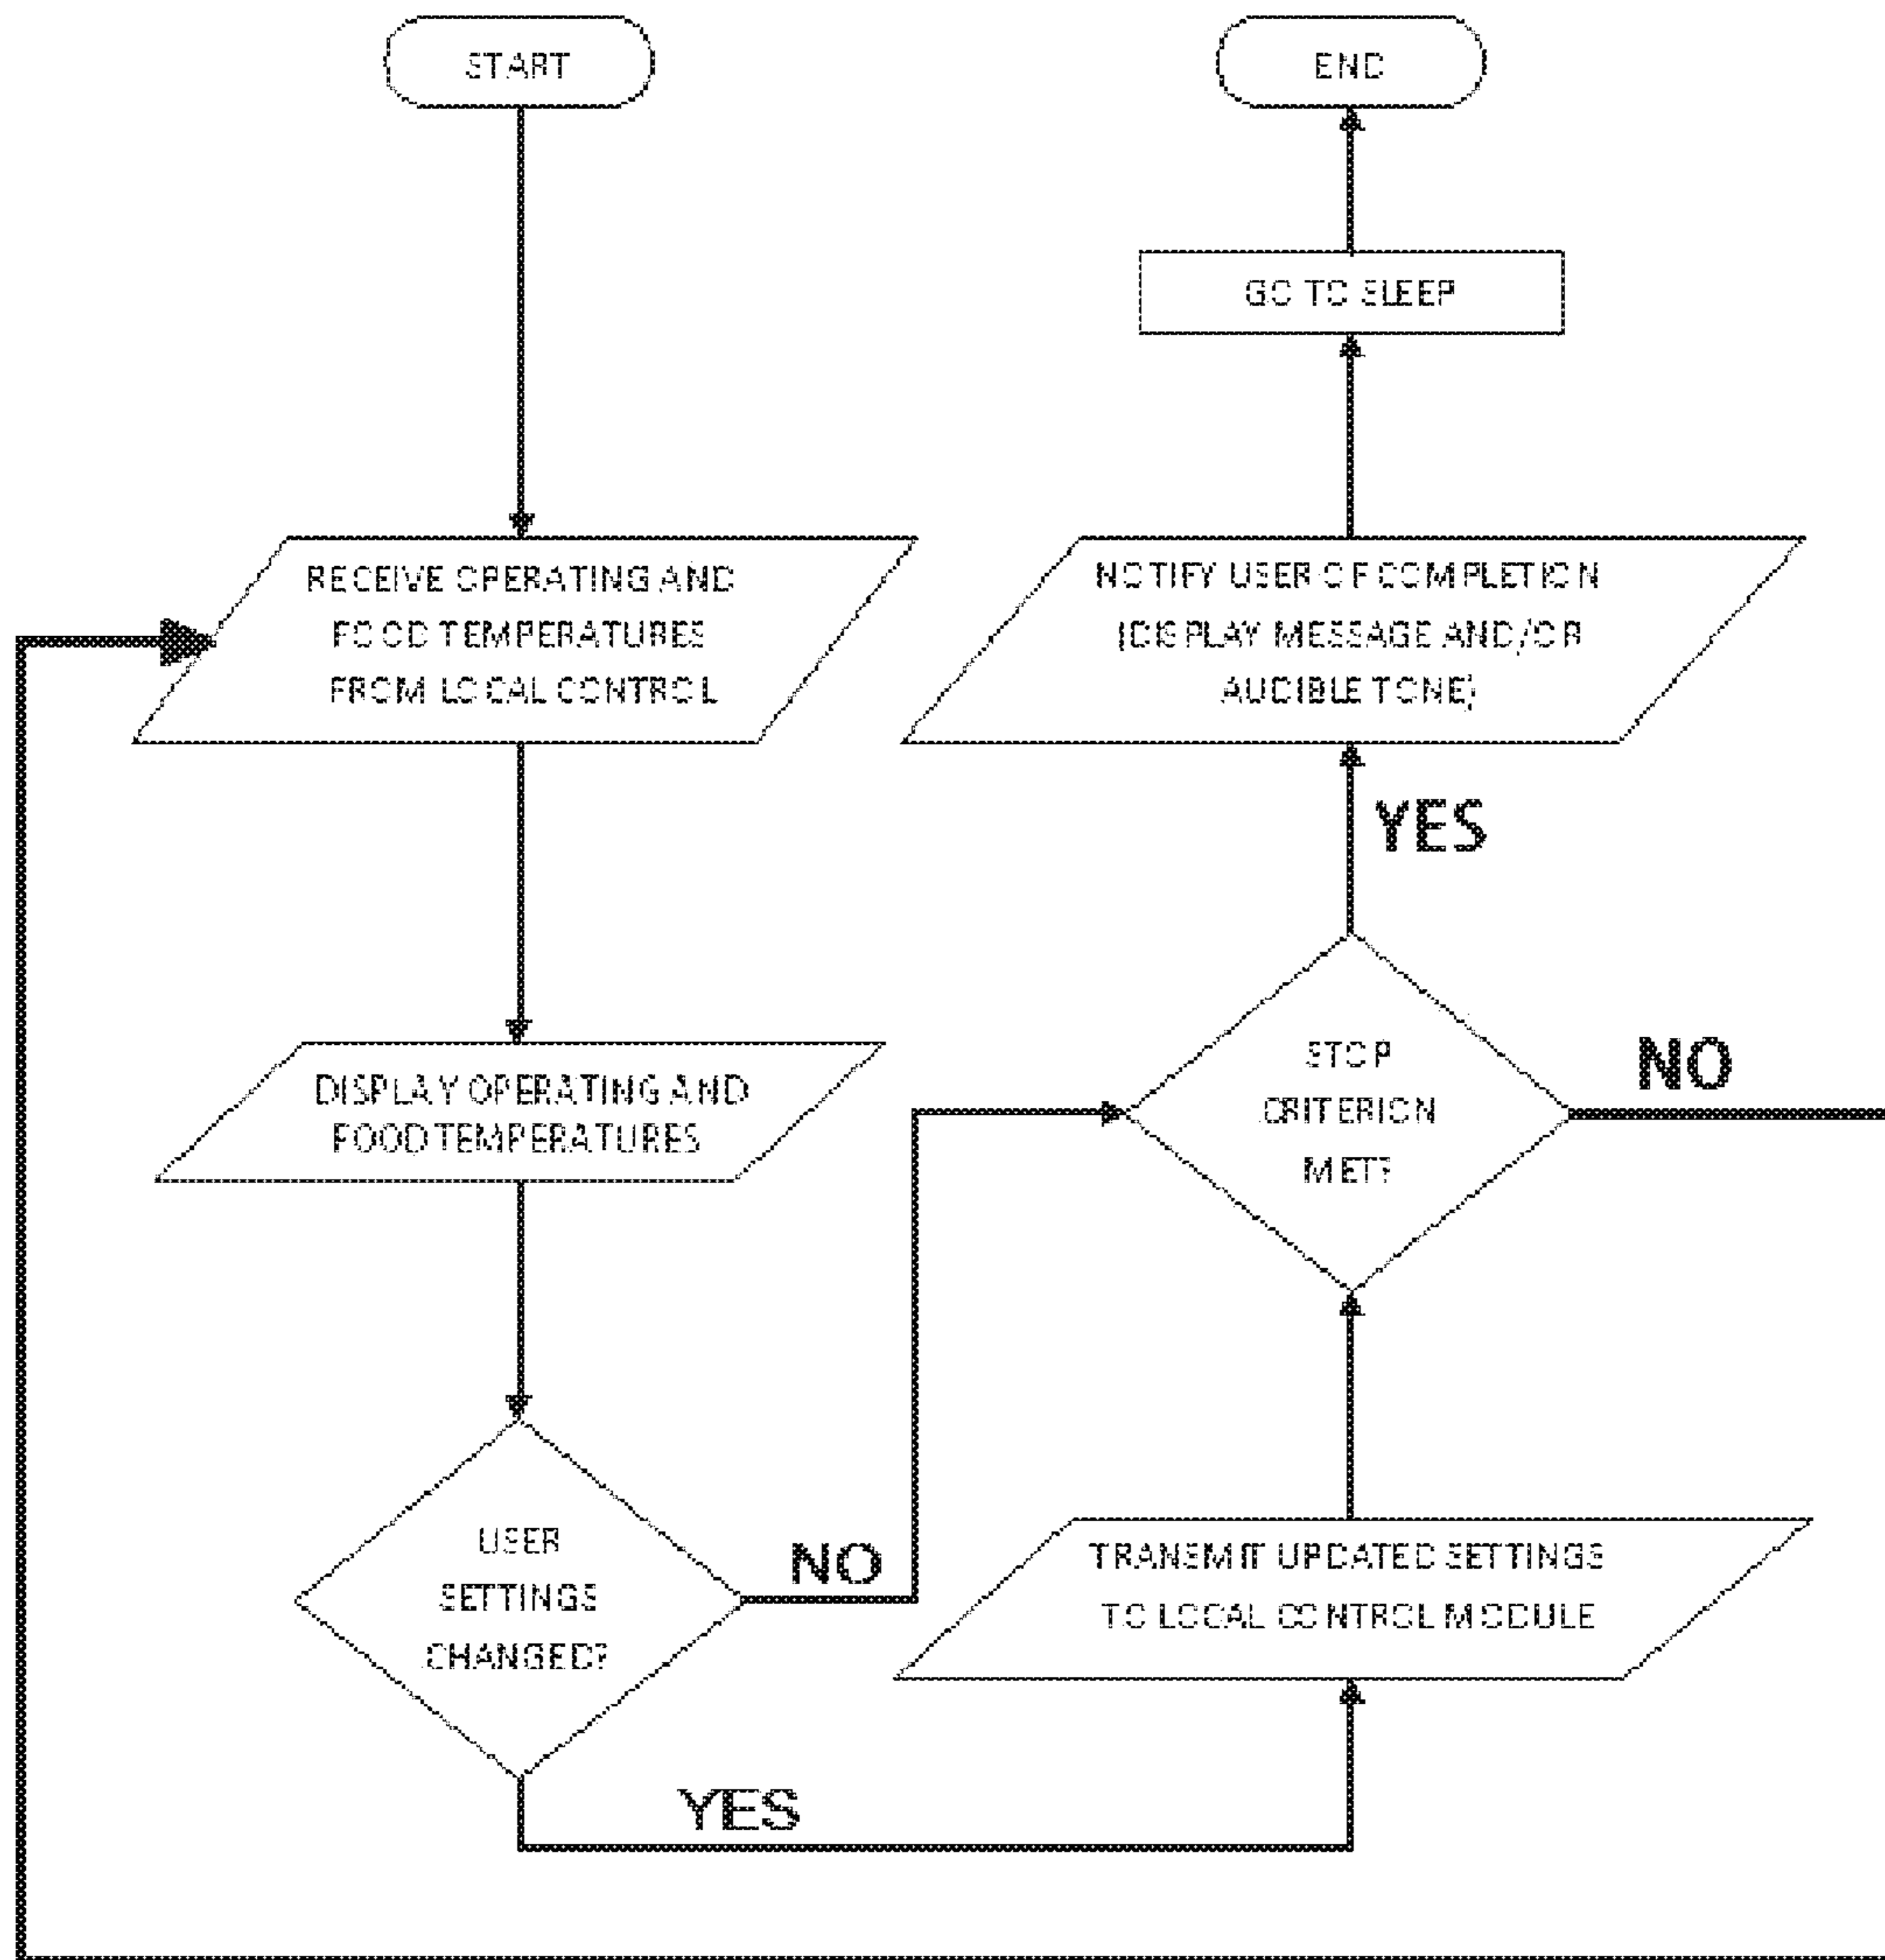 START
END
GO TO SLEEP
RECEIVE OPERATING AND
FOOD TEMPERATURES
FROM LOCAL CONTROL
NOTIFY USER OF COMPLETION
(DISPLAY MESSAGE AND/OR
AUDIBLE TONE)
YES
DISPLAY OPERATING AND
FOOD TEMPERATURES
STOP
CRITERION
MET?
NO
USER
SETTINGS
CHANGED?
NO
TRANSMIT UPDATED SETTINGS
TO LOCAL CONTROL MODULE
YES